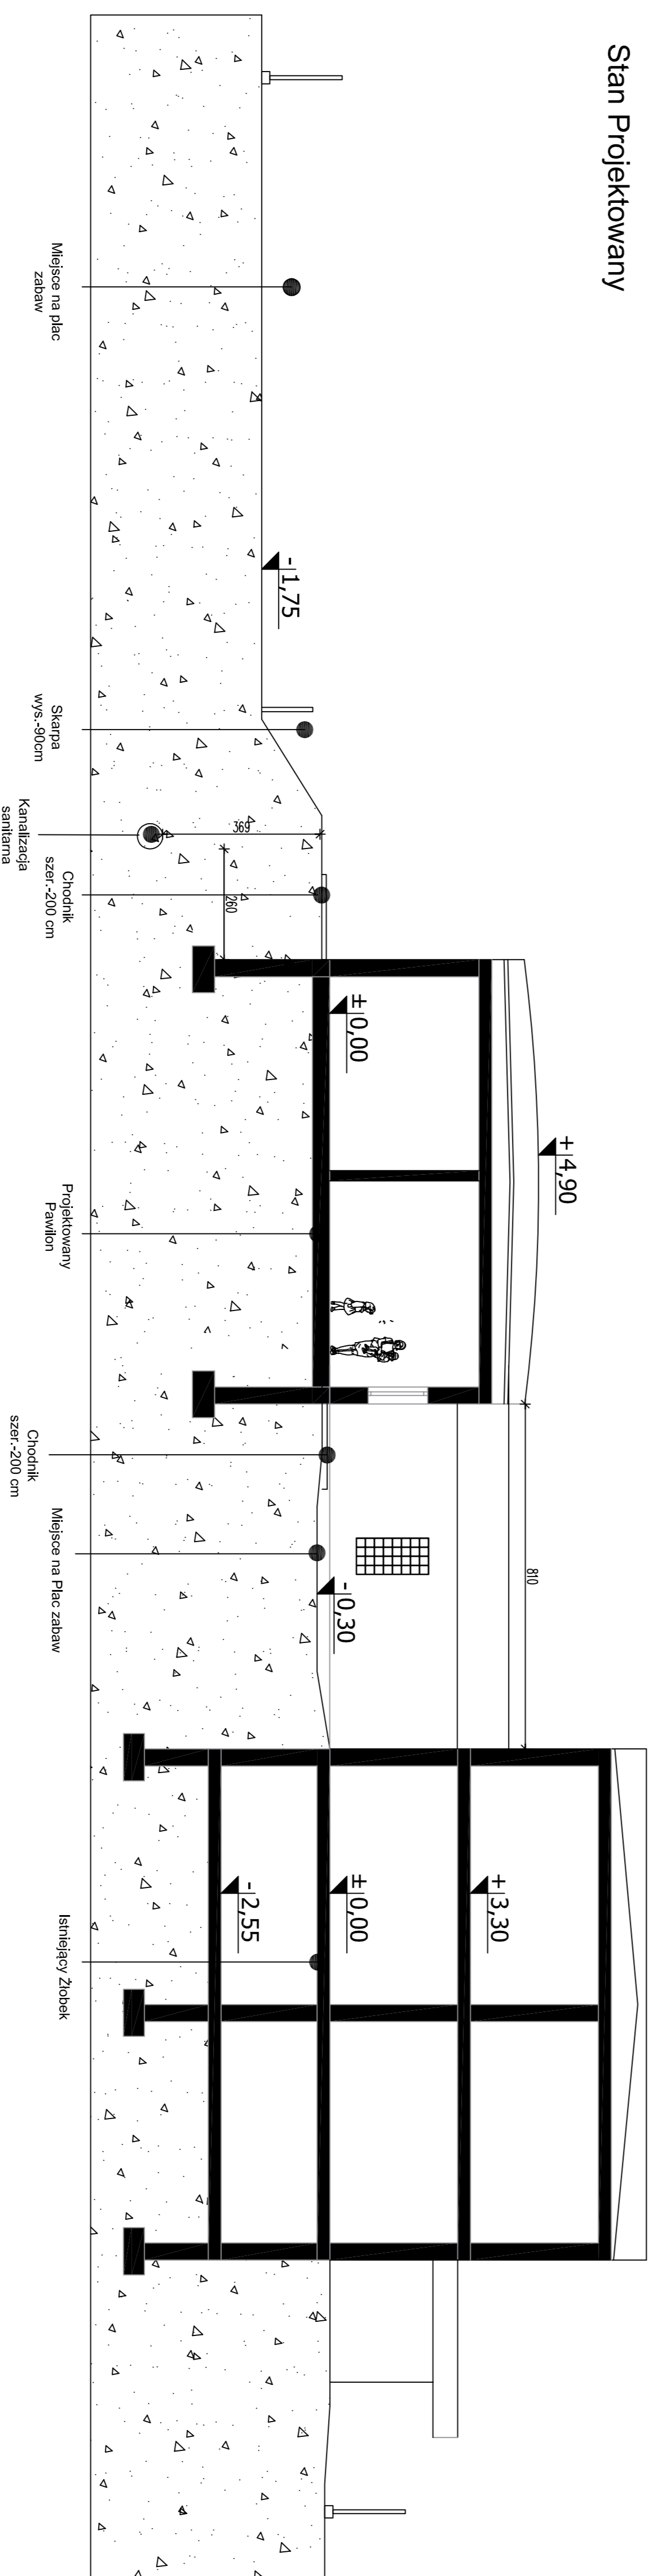 Stan Projektowany
+4,90
810
+3,30
±0,00
±0,00
-0,30
-1,75
-2,55
369
260
Miejsce na plac
zabaw
Skarpa
wys.-90cm
Kanalizacja
sanitarna
Chodnik
szer.-200 cm
Projektowany
Pawilon
Chodnik
szer.-200 cm
Miejsce na Plac zabaw
Istniejący Żłobek